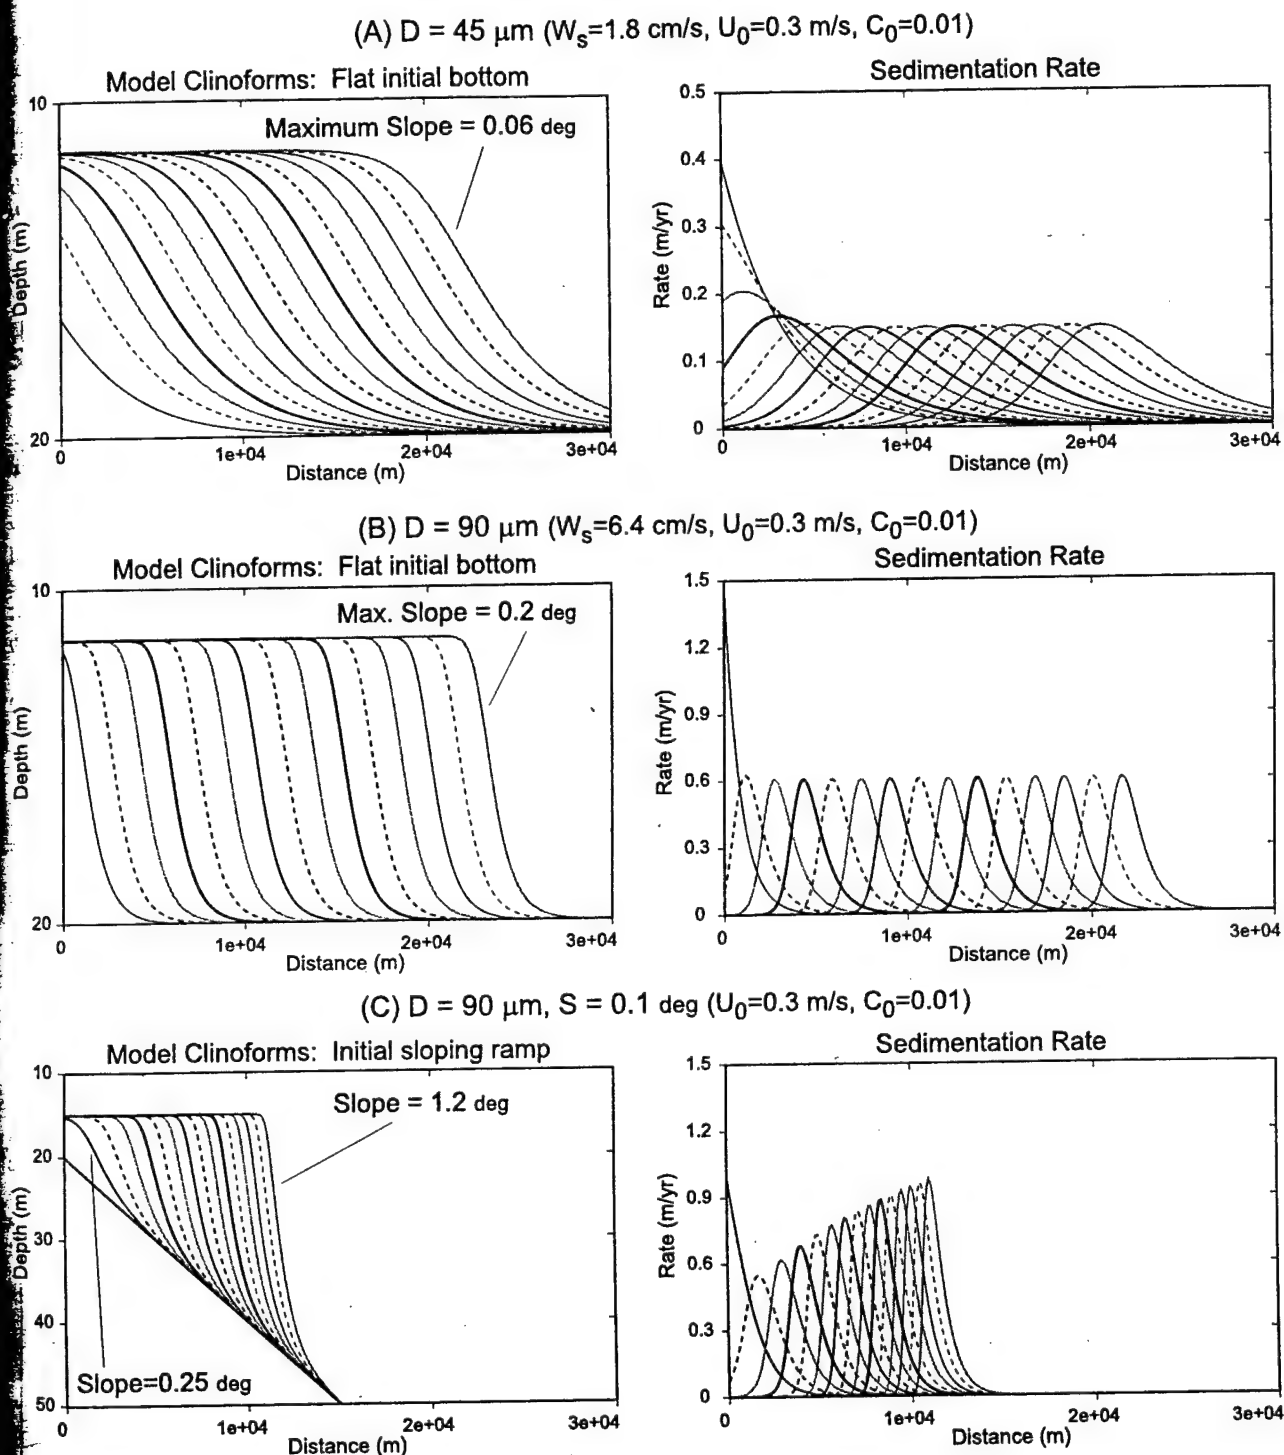 (A) D = 45 μm (Ws=1.8 cm/s, U0=0.3 m/s, C0=0.01)
Model Clinoforms: Flat initial bottom
Maximum Slope = 0.06 deg
10
20
Depth (m)
0
1e+04
2e+04
3e+04
Distance (m)
Sedimentation Rate
0.5
0.4
0.3
0.2
0.1
0
Rate (m/yr)
0
1e+04
2e+04
3e+04
Distance (m)
(B) D = 90 μm (Ws=6.4 cm/s, U0=0.3 m/s, C0=0.01)
Model Clinoforms: Flat initial bottom
Max. Slope = 0.2 deg
10
20
Depth (m)
0
1e+04
2e+04
3e+04
Distance (m)
Sedimentation Rate
1.5
1.2
0.9
0.6
0.3
0
Rate (m/yr)
0
1e+04
2e+04
3e+04
Distance (m)
(C) D = 90 μm, S = 0.1 deg (U0=0.3 m/s, C0=0.01)
Model Clinoforms: Initial sloping ramp
Slope = 1.2 deg
Slope=0.25 deg
10
20
30
40
50
Depth (m)
0
1e+04
2e+04
3e+04
Distance (m)
Sedimentation Rate
1.5
1.2
0.9
0.6
0.3
0
Rate (m/yr)
0
1e+04
2e+04
3e+04
Distance (m)